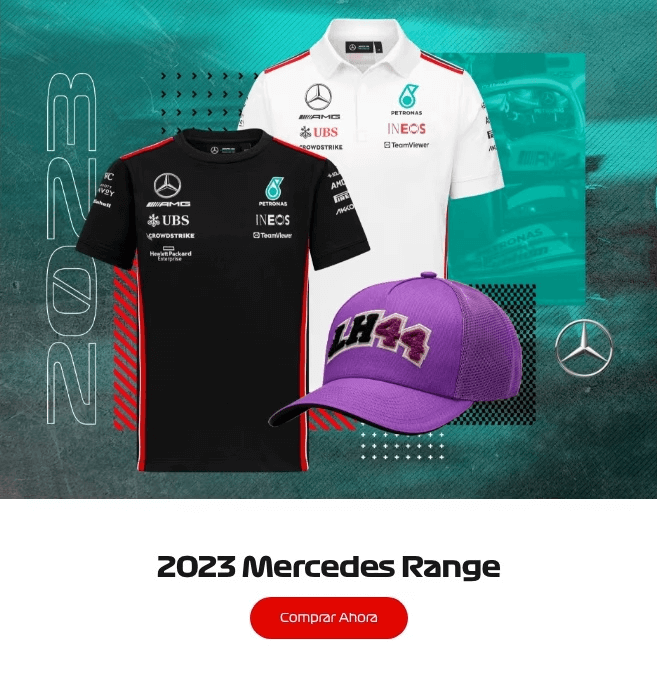 2023
AMG
UBS
CROWDSTRIKE
PETRONAS
INEOS
TeamViewer
AMG
UBS
CROWDSTRIKE
Hewlett Packard
Enterprise
PETRONAS
INEOS
TeamViewer
PETRONAS
LH44
2023 Mercedes Range
Comprar Ahora